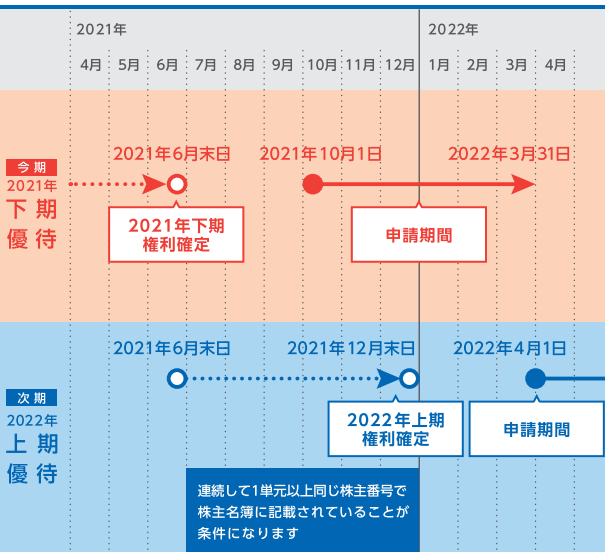 2021年 2022年
4月 5月 6月 7月 8月 9月 10月 11月 12月 1月 2月 3月 4月
今期
2021年
下期
優待
2021年6月末日 2021年10月1日 2022年3月31日
2021年下期
権利確定
申請期間
次期
2022年
上期
優待
2021年6月末日 2021年12月末日 2022年4月1日
2022年上期
権利確定
申請期間
連続して1単元以上同じ株主番号で
株主名簿に記載されていることが
条件になります